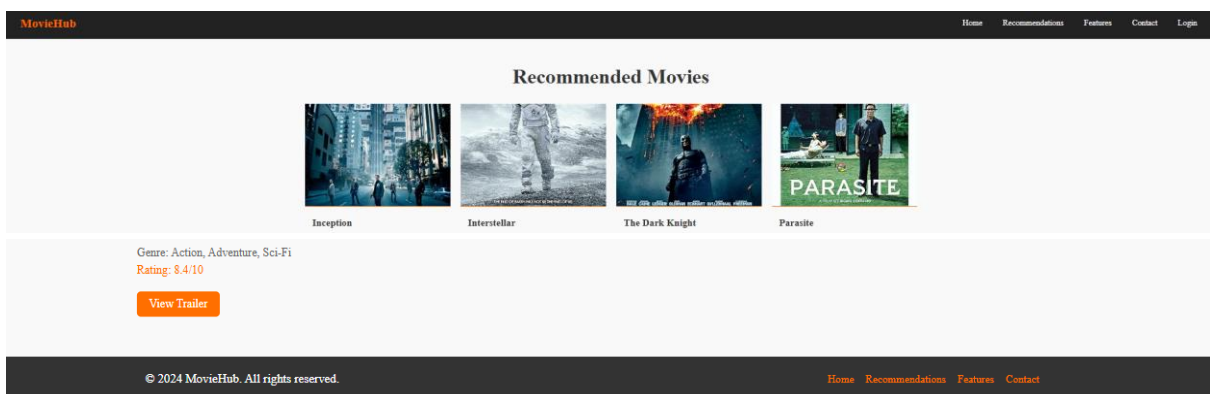 MovieHub
Home Recommendations Features Contact Login
Recommended Movies
PARASITE
Inception Interstellar The Dark Knight Parasite
Genre: Action, Adventure, Sci-Fi
Rating: 8.4/10
View Trailer
© 2024 MovieHub. All rights reserved.
Home Recommendations Features Contact